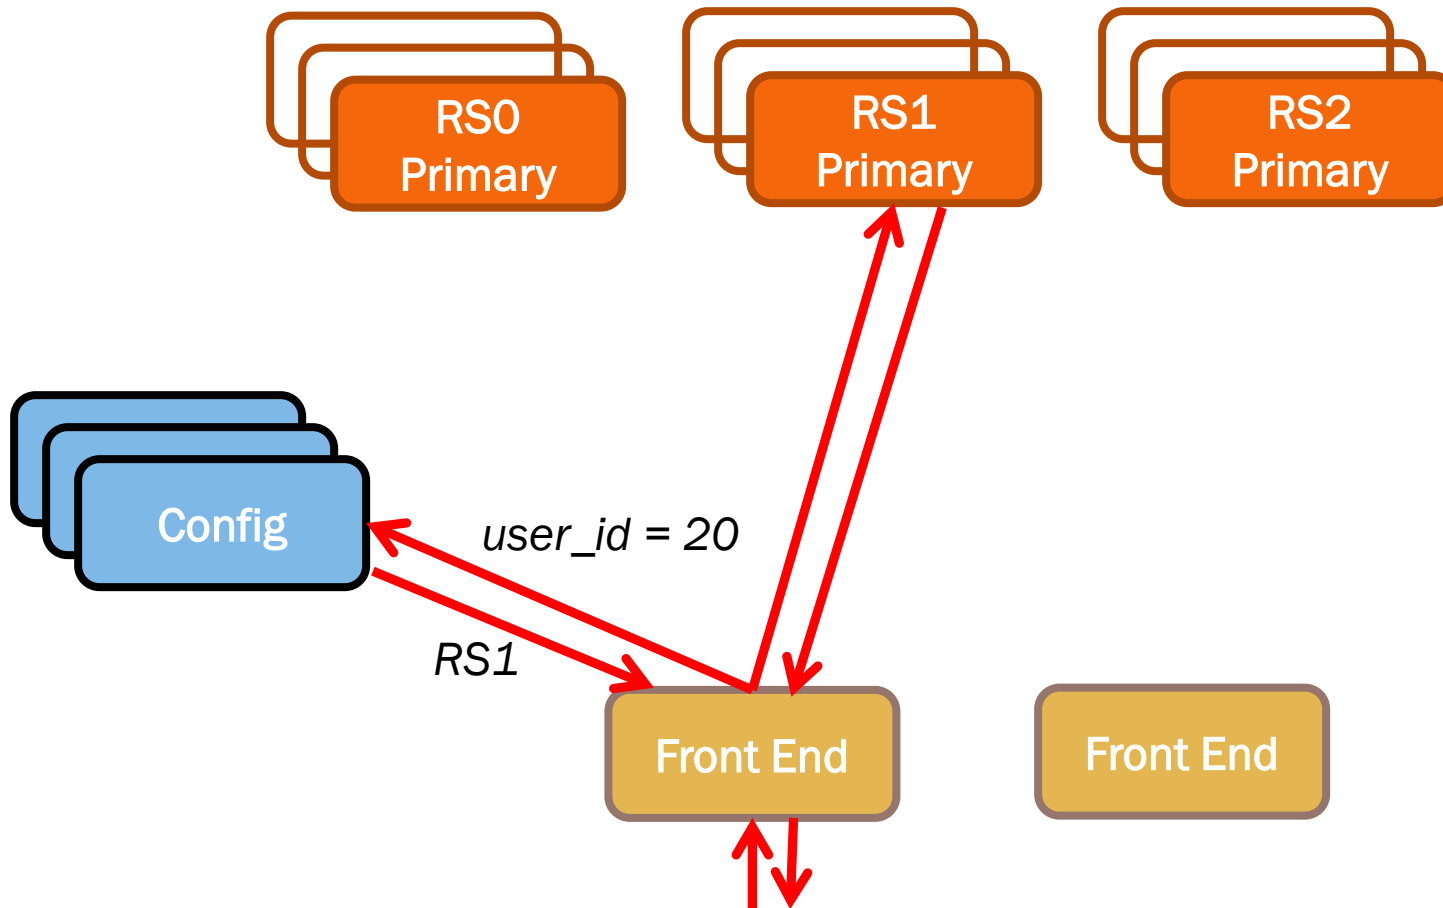 RS0
Primary
RS1
Primary
RS2
Primary
Config
user_id = 20
RS1
Front End
Front End